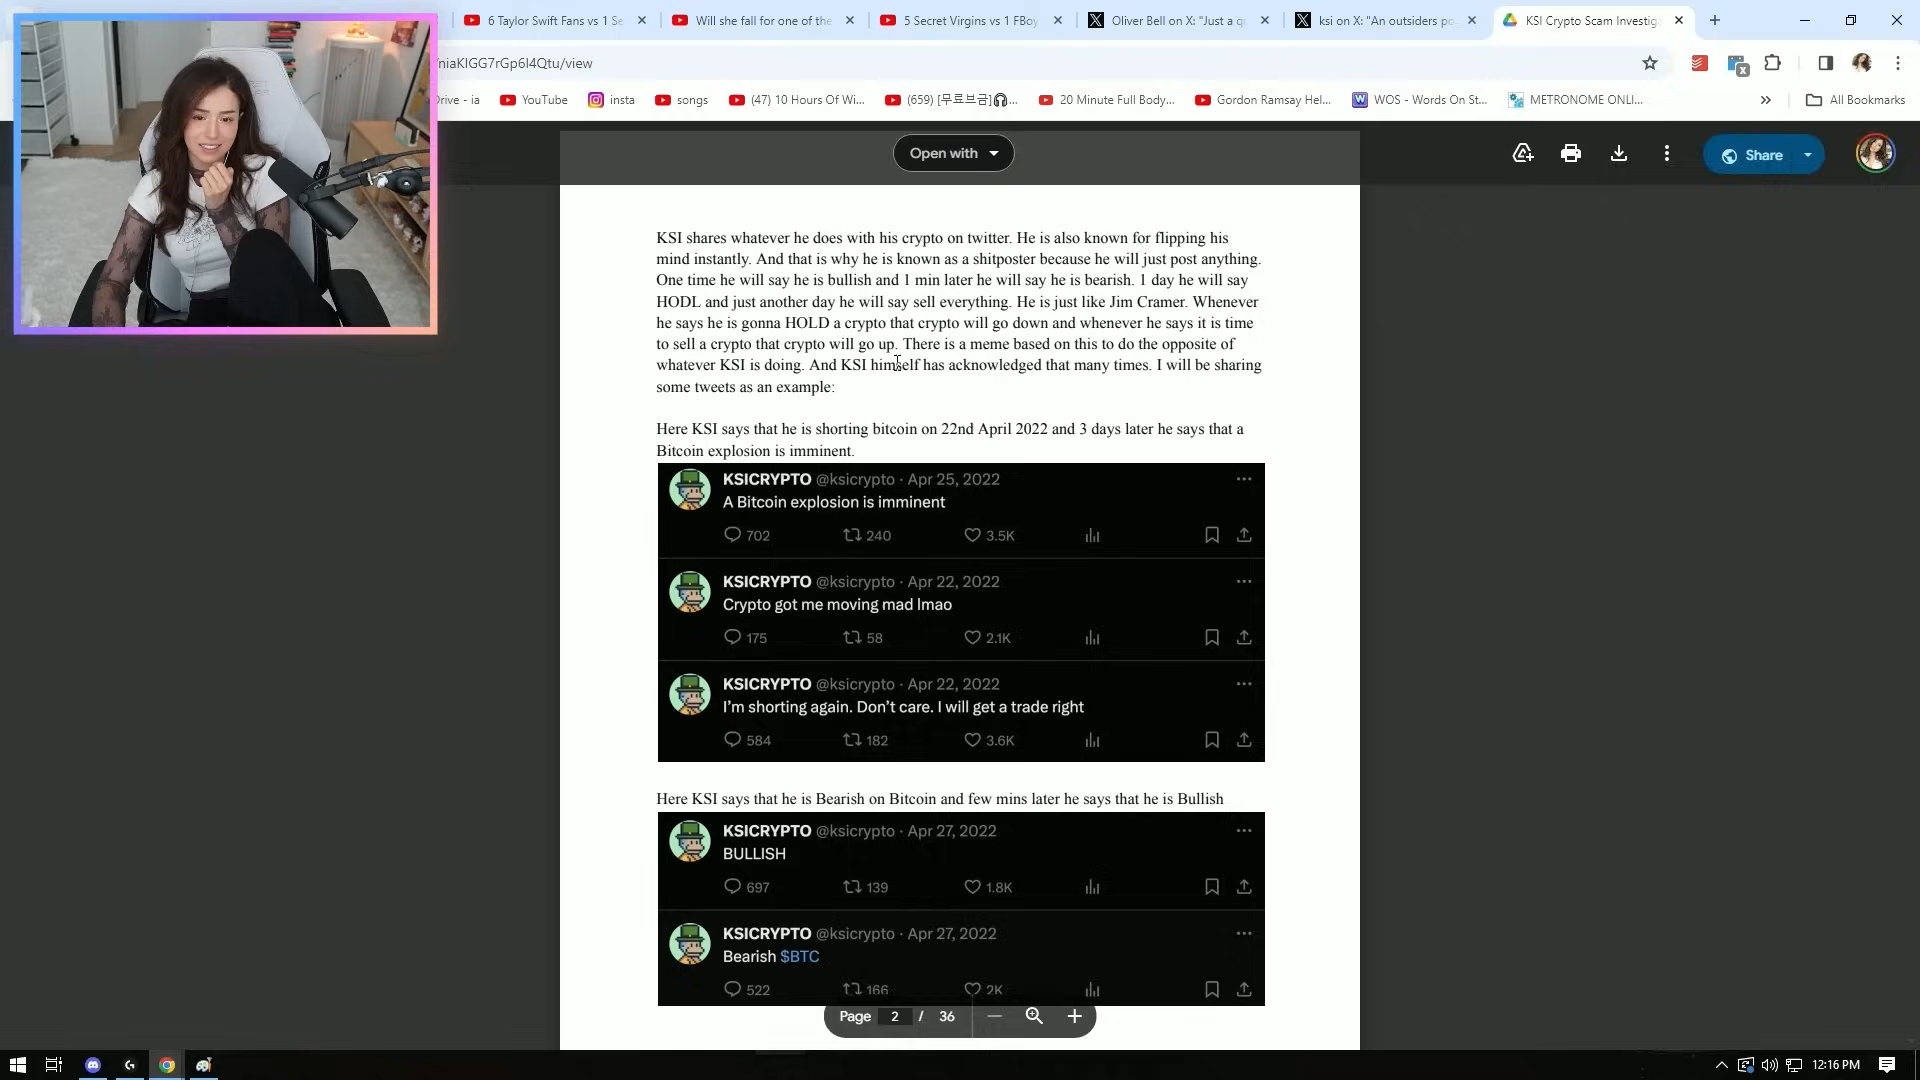 6 Taylor Swift Fans vs 1 Se
Will she fall for one of the
5 Secret Virgins vs 1 FBoy
Oliver Bell on X: "Just a qu
ksi on X: "An outsiders po
KSI Crypto Scam Investiga
/niaKIGG7rGp6I4Qtu/view
Drive - ia
YouTube
insta
songs
(47) 10 Hours Of Wi...
(659) [무료브금]🎧...
20 Minute Full Body...
Gordon Ramsay Hel...
WOS - Words On St...
METRONOME ONLI...
All Bookmarks
Open with
Share
KSI shares whatever he does with his crypto on twitter. He is also known for flipping his
mind instantly. And that is why he is known as a shitposter because he will just post anything.
One time he will say he is bullish and 1 min later he will say he is bearish. 1 day he will say
HODL and just another day he will say sell everything. He is just like Jim Cramer. Whenever
he says he is gonna HOLD a crypto that crypto will go down and whenever he says it is time
to sell a crypto that crypto will go up. There is a meme based on this to do the opposite of
whatever KSI is doing. And KSI himself has acknowledged that many times. I will be sharing
some tweets as an example:
Here KSI says that he is shorting bitcoin on 22nd April 2022 and 3 days later he says that a
Bitcoin explosion is imminent.
KSICRYPTO @ksicrypto · Apr 25, 2022
A Bitcoin explosion is imminent
702 240 3.5K
KSICRYPTO @ksicrypto · Apr 22, 2022
Crypto got me moving mad lmao
175 58 2.1K
KSICRYPTO @ksicrypto · Apr 22, 2022
I'm shorting again. Don't care. I will get a trade right
584 182 3.6K
Here KSI says that he is Bearish on Bitcoin and few mins later he says that he is Bullish
KSICRYPTO @ksicrypto · Apr 27, 2022
BULLISH
697 139 1.8K
KSICRYPTO @ksicrypto · Apr 27, 2022
Bearish $BTC
522 166 2K
Page 2 / 36
12:16 PM